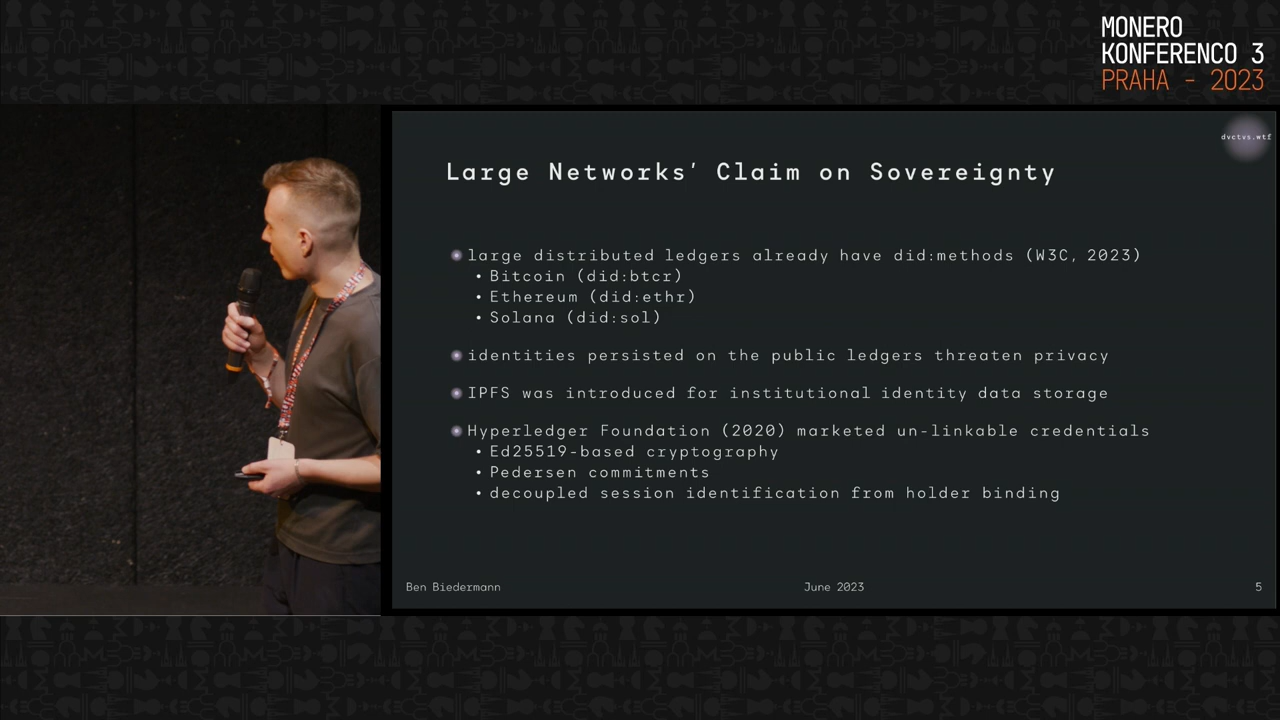 MONERO
KONFERENCO 3
PRAHA - 2023
dvctvs.wtf
Large Networks' Claim on Sovereignty
large distributed ledgers already have did:methods (W3C, 2023)
• Bitcoin (did:btcr)
• Ethereum (did:ethr)
• Solana (did:sol)
identities persisted on the public ledgers threaten privacy
IPFS was introduced for institutional identity data storage
Hyperledger Foundation (2020) marketed un-linkable credentials
• Ed25519-based cryptography
• Pedersen commitments
• decoupled session identification from holder binding
Ben Biedermann
June 2023
5